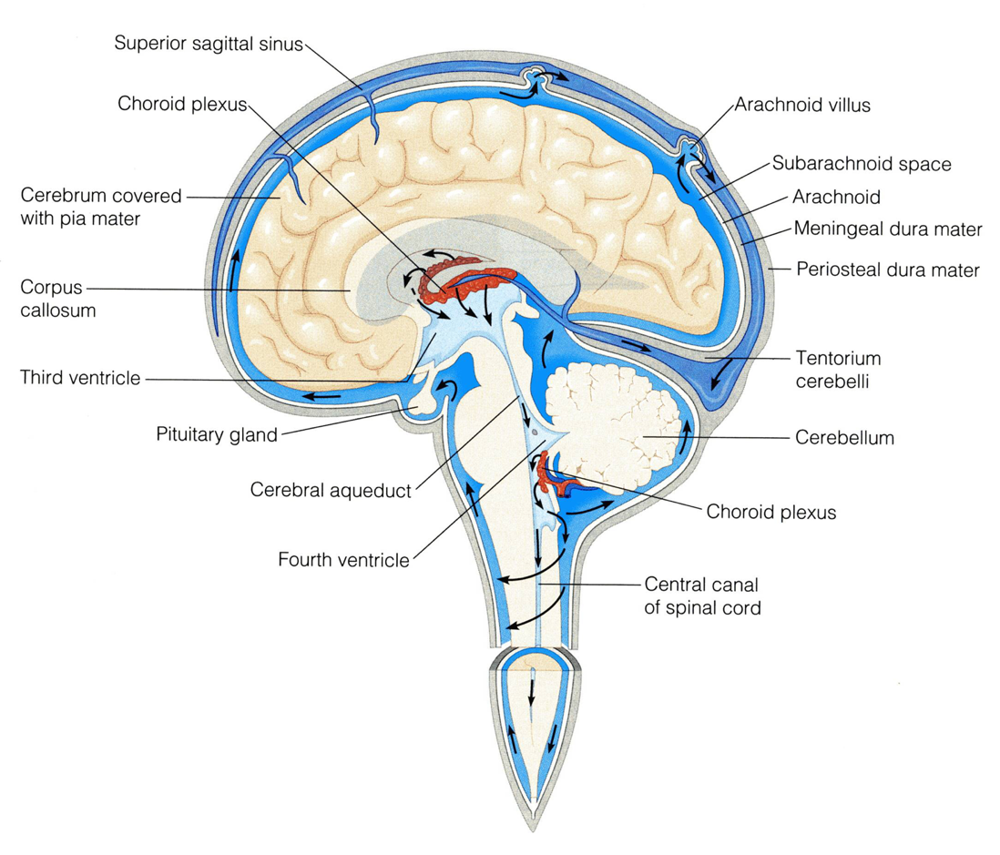 Superior sagittal sinus
Choroid plexus
Cerebrum covered
with pia mater
Corpus
callosum
Third ventricle
Pituitary gland
Cerebral aqueduct
Fourth ventricle
Arachnoid villus
Subarachnoid space
Arachnoid
Meningeal dura mater
Periosteal dura mater
Tentorium
cerebelli
Cerebellum
Choroid plexus
Central canal
of spinal cord